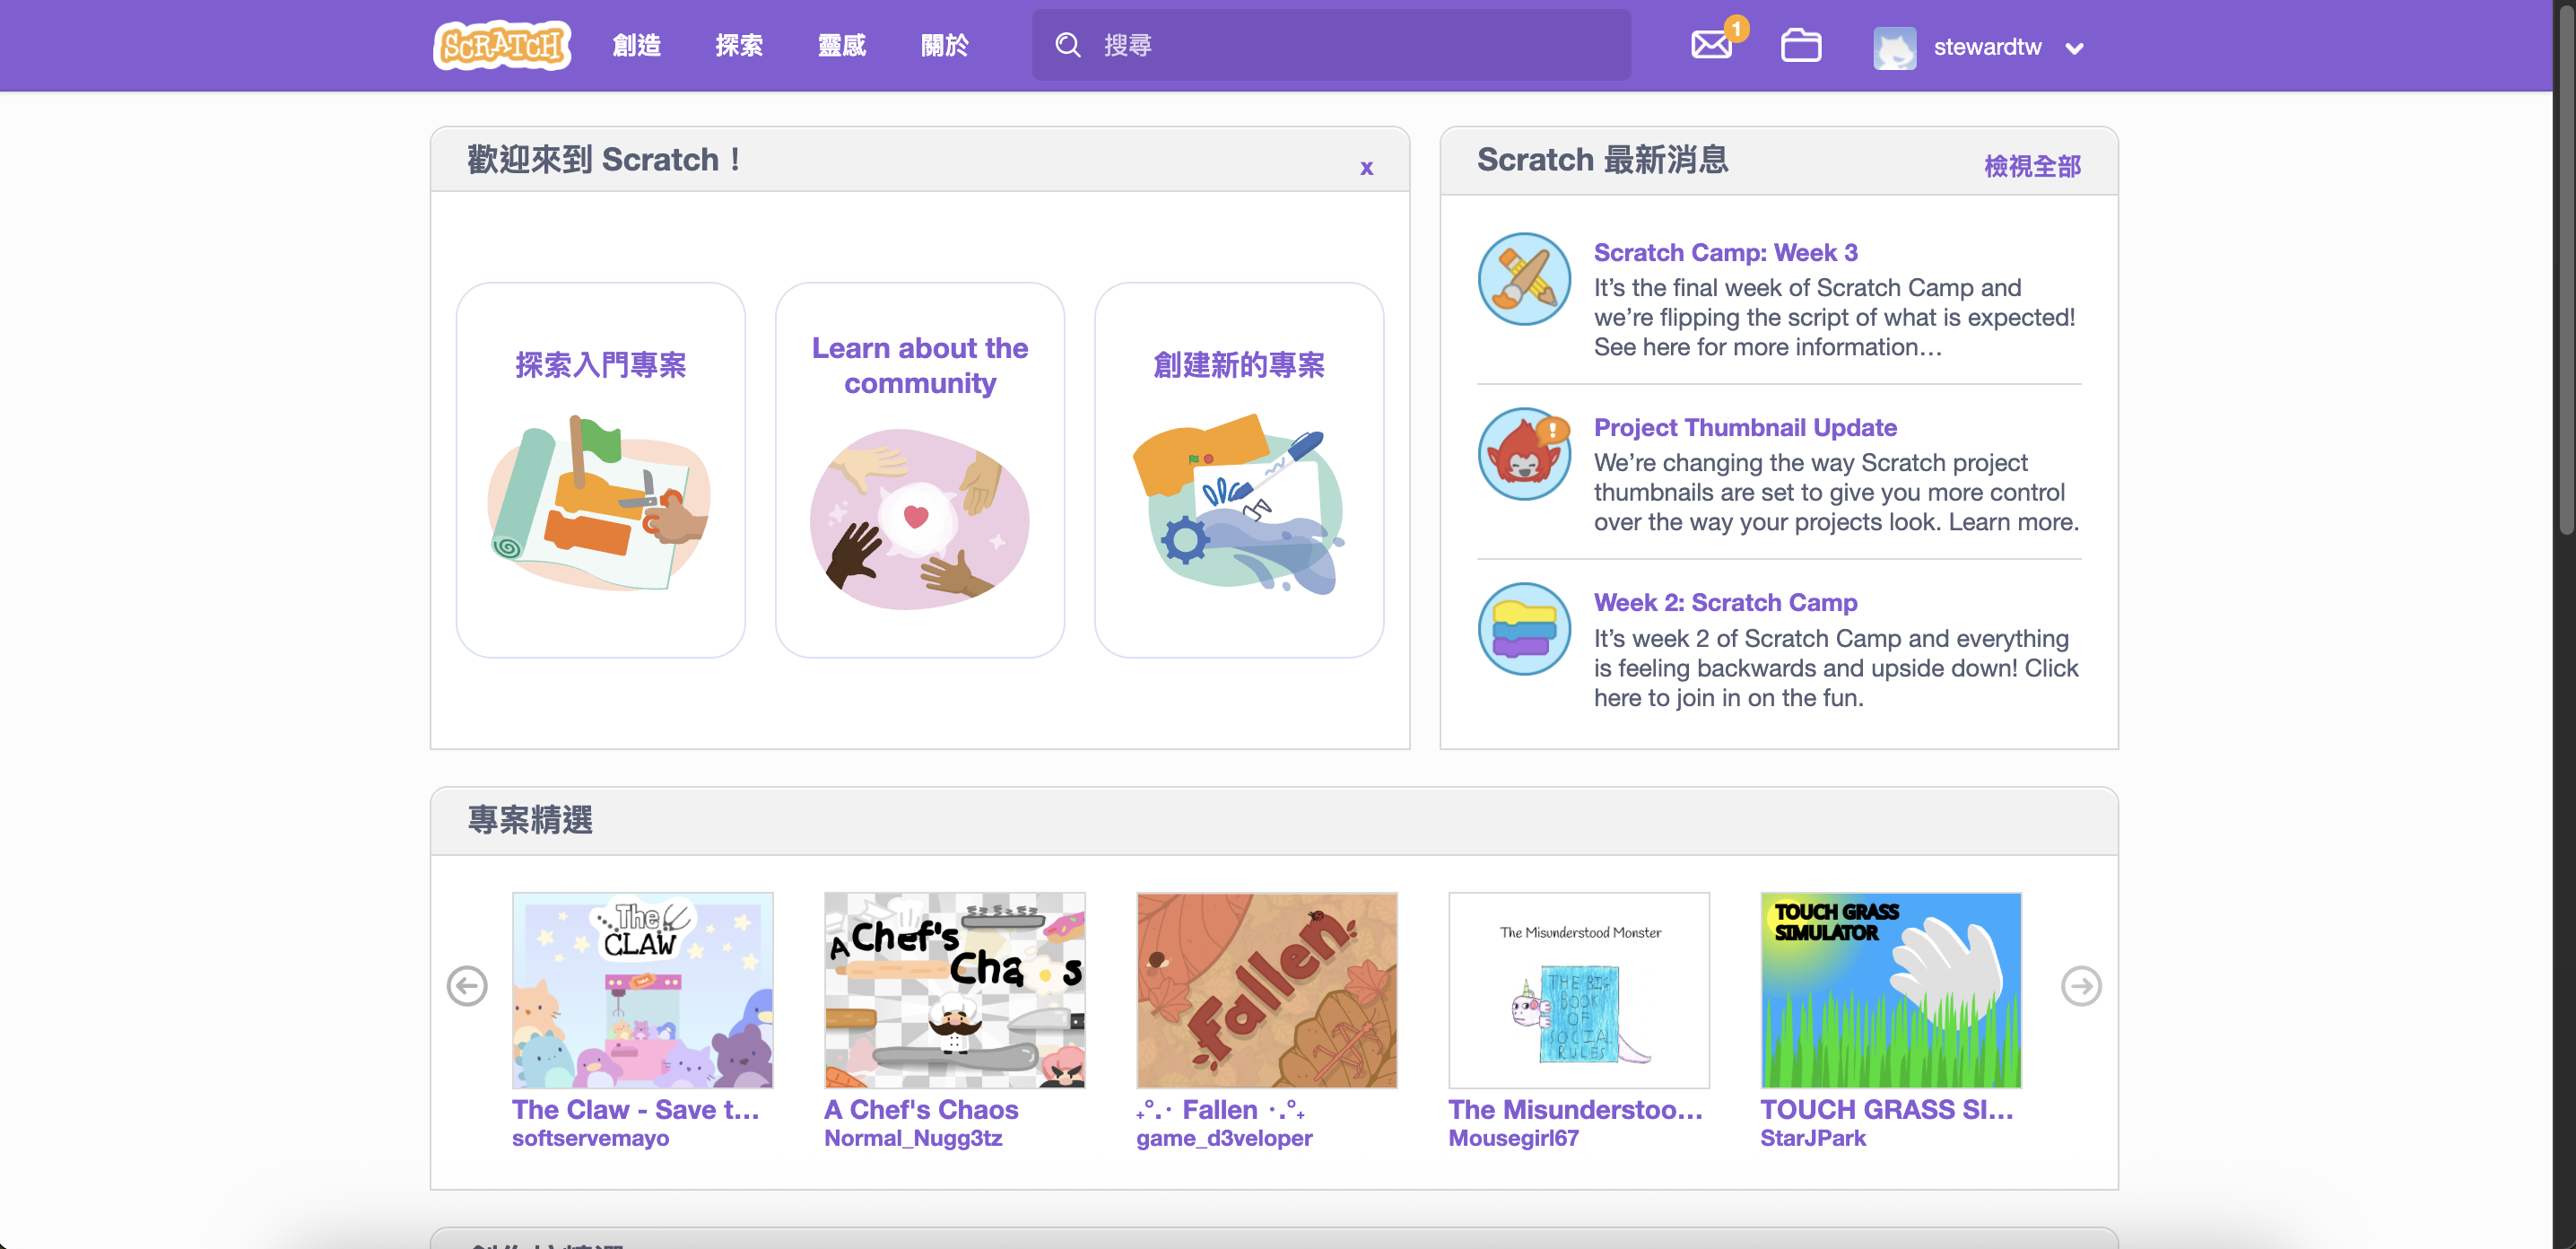 SCRATCH
創造
探索
靈感
關於
搜尋
1
stewardtw
歡迎來到 Scratch！
x
Scratch 最新消息
檢視全部
探索入門專案
Learn about the
community
創建新的專案
Scratch Camp: Week 3
It’s the final week of Scratch Camp and
we’re flipping the script of what is expected!
See here for more information…
Project Thumbnail Update
We’re changing the way Scratch project
thumbnails are set to give you more control
over the way your projects look. Learn more.
Week 2: Scratch Camp
It’s week 2 of Scratch Camp and everything
is feeling backwards and upside down! Click
here to join in on the fun.
專案精選
The
CLAW
A Chef's
Chaos
Fallen
The Misunderstood Monster
THE BIG
BOOK
OF
SOCIAL
RULES
TOUCH GRASS
SIMULATOR
The Claw - Save t...
softservemayo
A Chef's Chaos
Normal_Nugg3tz
₊°.· Fallen ·.°₊
game_d3veloper
The Misunderstoo...
Mousegirl67
TOUCH GRASS SI...
StarJPark